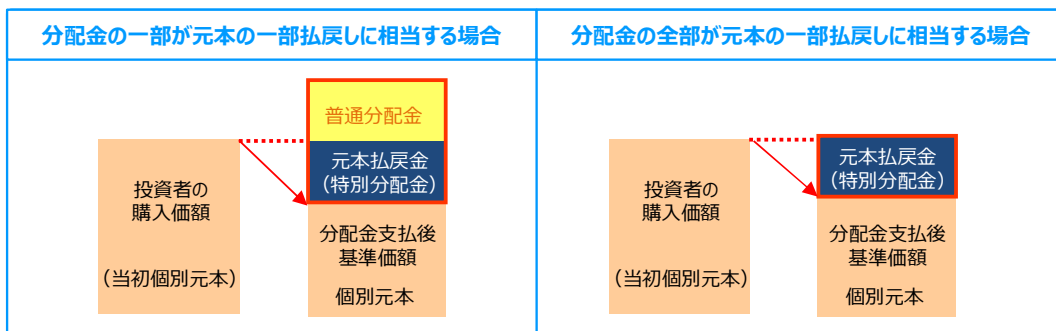 分配金の一部が元本の一部払戻しに相当する場合
普通分配金
元本払戻金
(特別分配金)
投資者の
購入価額
(当初個別元本)
分配金支払後
基準価額
個別元本
分配金の全部が元本の一部払戻しに相当する場合
元本払戻金
(特別分配金)
投資者の
購入価額
(当初個別元本)
分配金支払後
基準価額
個別元本